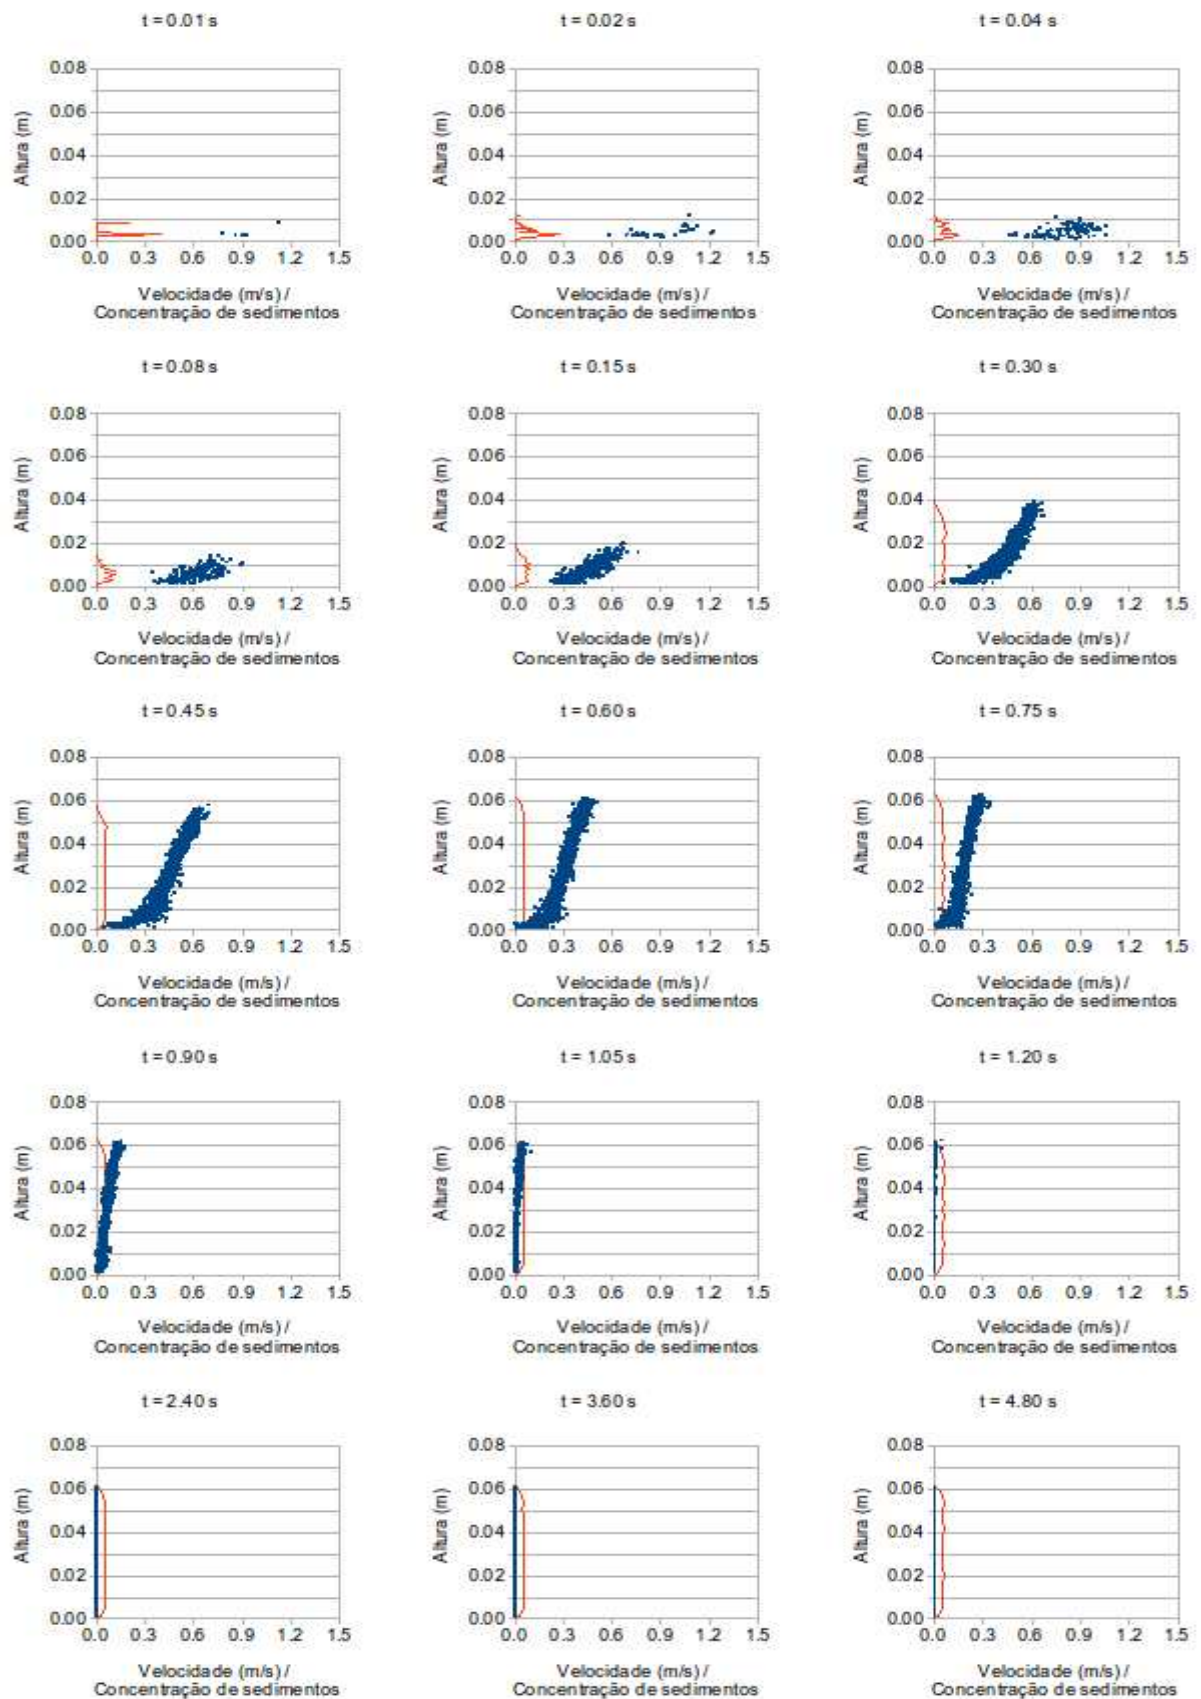 t = 0.01 s
t = 0.02 s
t = 0.04 s
0.08
0.06
0.04
0.02
0.00
Altura (m)
0.0 0.3 0.6 0.9 1.2 1.5
Velocidade (m/s) /
Concentração de sedimentos
0.08
0.06
0.04
0.02
0.00
Altura (m)
0.0 0.3 0.6 0.9 1.2 1.5
Velocidade (m/s) /
Concentração de sedimentos
0.08
0.06
0.04
0.02
0.00
Altura (m)
0.0 0.3 0.6 0.9 1.2 1.5
Velocidade (m/s) /
Concentração de sedimentos
t = 0.08 s
t = 0.15 s
t = 0.30 s
0.08
0.06
0.04
0.02
0.00
Altura (m)
0.0 0.3 0.6 0.9 1.2 1.5
Velocidade (m/s) /
Concentração de sedimentos
0.08
0.06
0.04
0.02
0.00
Altura (m)
0.0 0.3 0.6 0.9 1.2 1.5
Velocidade (m/s) /
Concentração de sedimentos
0.08
0.06
0.04
0.02
0.00
Altura (m)
0.0 0.3 0.6 0.9 1.2 1.5
Velocidade (m/s) /
Concentração de sedimentos
t = 0.45 s
t = 0.60 s
t = 0.75 s
0.08
0.06
0.04
0.02
0.00
Altura (m)
0.0 0.3 0.6 0.9 1.2 1.5
Velocidade (m/s) /
Concentração de sedimentos
0.08
0.06
0.04
0.02
0.00
Altura (m)
0.0 0.3 0.6 0.9 1.2 1.5
Velocidade (m/s) /
Concentração de sedimentos
0.08
0.06
0.04
0.02
0.00
Altura (m)
0.0 0.3 0.6 0.9 1.2 1.5
Velocidade (m/s) /
Concentração de sedimentos
t = 0.90 s
t = 1.05 s
t = 1.20 s
0.08
0.06
0.04
0.02
0.00
Altura (m)
0.0 0.3 0.6 0.9 1.2 1.5
Velocidade (m/s) /
Concentração de sedimentos
0.08
0.06
0.04
0.02
0.00
Altura (m)
0.0 0.3 0.6 0.9 1.2 1.5
Velocidade (m/s) /
Concentração de sedimentos
0.08
0.06
0.04
0.02
0.00
Altura (m)
0.0 0.3 0.6 0.9 1.2 1.5
Velocidade (m/s) /
Concentração de sedimentos
t = 2.40 s
t = 3.60 s
t = 4.80 s
0.08
0.06
0.04
0.02
0.00
Altura (m)
0.0 0.3 0.6 0.9 1.2 1.5
Velocidade (m/s) /
Concentração de sedimentos
0.08
0.06
0.04
0.02
0.00
Altura (m)
0.0 0.3 0.6 0.9 1.2 1.5
Velocidade (m/s) /
Concentração de sedimentos
0.08
0.06
0.04
0.02
0.00
Altura (m)
0.0 0.3 0.6 0.9 1.2 1.5
Velocidade (m/s) /
Concentração de sedimentos